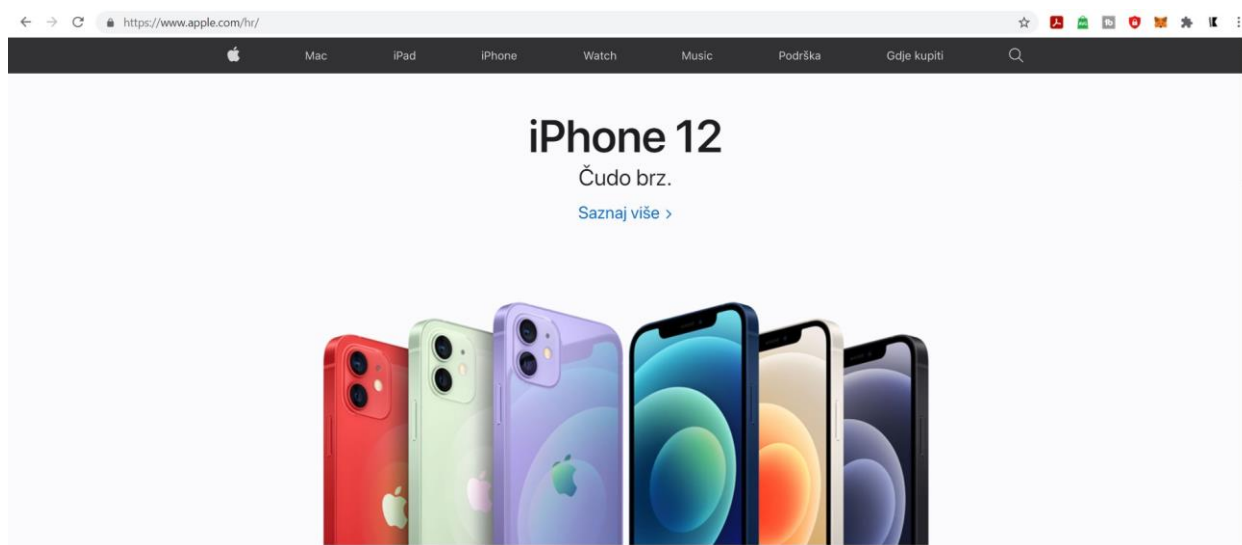 https://www.apple.com/hr/
Mac iPad iPhone Watch Music Podrška Gdje kupiti
iPhone 12
Čudo brz.
Saznaj više >